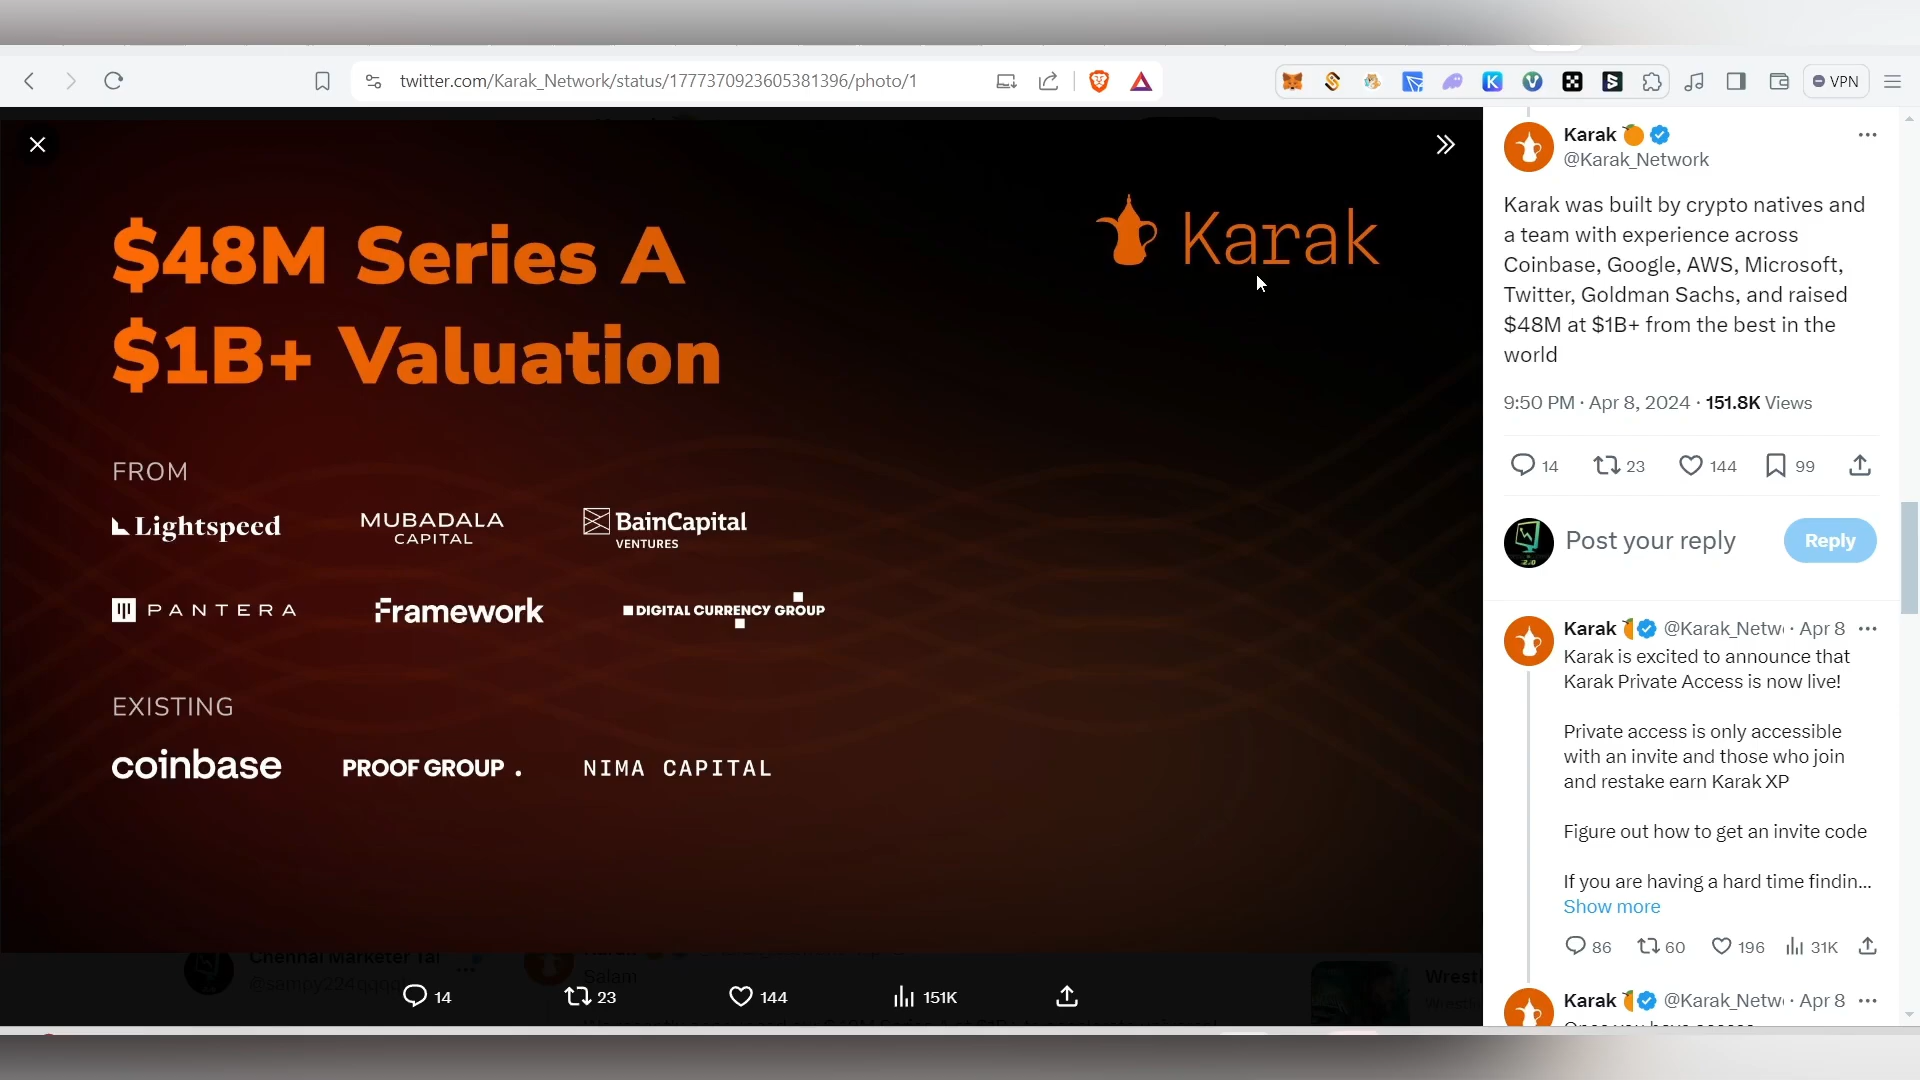 twitter.com/Karak_Network/status/1777370923605381396/photo/1
VPN
$48M Series A
$1B+ Valuation
Karak
FROM
Lightspeed
MUBADALA
CAPITAL
BainCapital
VENTURES
PANTERA
Framework
DIGITAL CURRENCY GROUP
EXISTING
coinbase
PROOF GROUP .
NIMA CAPITAL
Chennai Marketer
Salam
14
23
144
151K
Karak
@Karak_Network
Karak was built by crypto natives and
a team with experience across
Coinbase, Google, AWS, Microsoft,
Twitter, Goldman Sachs, and raised
$48M at $1B+ from the best in the
world
9:50 PM · Apr 8, 2024 · 151.8K Views
14
23
144
99
2.0
Post your reply
Reply
Karak @Karak_Netw · Apr 8
Karak is excited to announce that
Karak Private Access is now live!
Private access is only accessible
with an invite and those who join
and restake earn Karak XP
Figure out how to get an invite code
If you are having a hard time findin...
Show more
86
60
196
31K
Karak @Karak_Netw · Apr 8